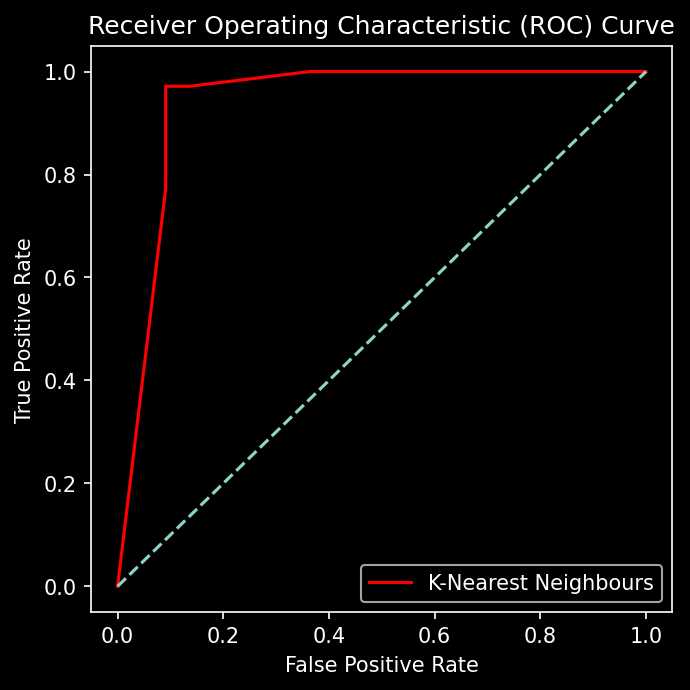 Receiver Operating Characteristic (ROC) Curve
1.0
0.8
0.6
0.4
0.2
0.0
True Positive Rate
K-Nearest Neighbours
0.0 0.2 0.4 0.6 0.8 1.0
False Positive Rate